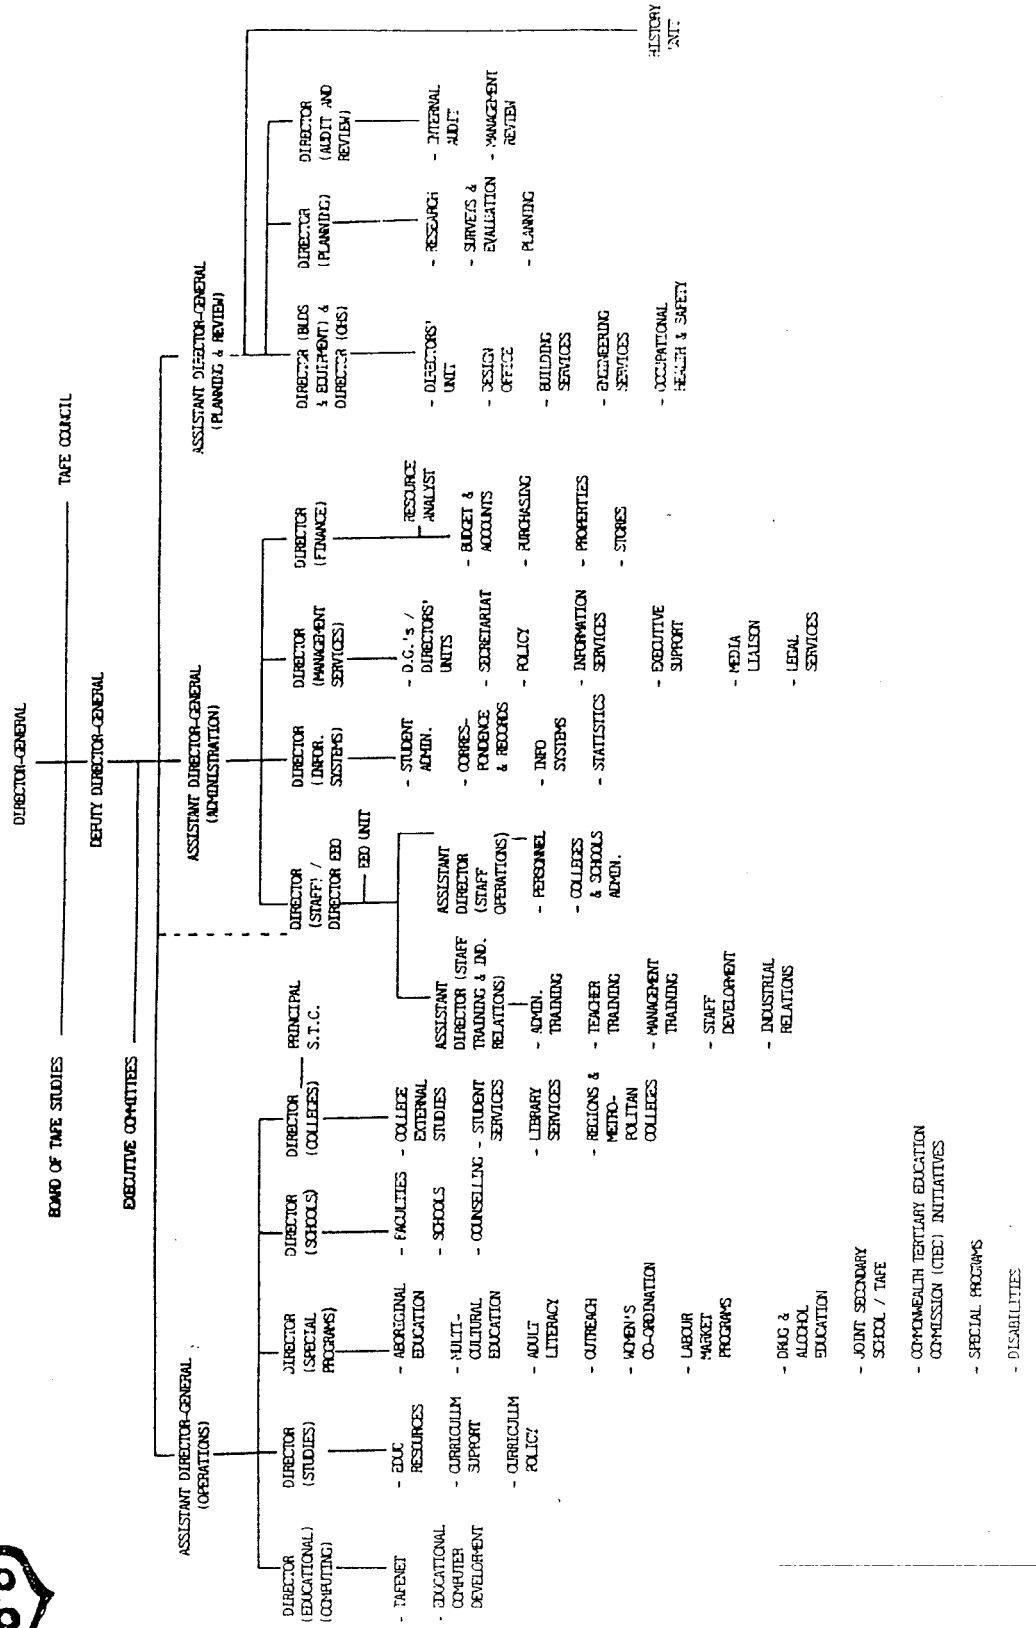 DIRECTOR-GENERAL
BOARD OF TAFE STUDIES
TAFE COUNCIL
DEPUTY DIRECTOR-GENERAL
EXECUTIVE COMMITTEES
ASSISTANT DIRECTOR-GENERAL
(OPERATIONS)
ASSISTANT DIRECTOR-GENERAL
(ADMINISTRATION)
ASSISTANT DIRECTOR-GENERAL
(PLANNING & REVIEW)
DIRECTOR
(EDUCATIONAL)
(COMPUTING)
- TAFENET
- EDUCATIONAL
COMPUTER
DEVELOPMENT
DIRECTOR
(STUDIES)
- EDUC
RESOURCES
- CURRICULUM
SUPPORT
- CURRICULUM
POLICY
DIRECTOR
(SPECIAL
PROGRAMS)
- ABORIGINAL
EDUCATION
- MULTI-
CULTURAL
EDUCATION
- ADULT
LITERACY
- OUTREACH
- WOMEN'S
CO-ORDINATION
- LABOUR
MARKET
PROGRAMS
- DRUG &
ALCOHOL
EDUCATION
- JOINT SECONDARY
SCHOOL / TAFE
- COMMONWEALTH TERTIARY EDUCATION
COMMISSION (CTEC) INITIATIVES
- SPECIAL PROGRAMS
- DISABILITIES
DIRECTOR
(SCHOOLS)
- FACULTIES
- SCHOOLS
- COUNSELLING
DIRECTOR
(COLLEGES)
- COLLEGE
EXTERNAL
STUDIES
- STUDENT
SERVICES
- LIBRARY
SERVICES
- REGIONS &
METRO-
POLITAN
COLLEGES
PRINCIPAL
S.T.C.
DIRECTOR
(STAFF) /
DIRECTOR EEO
EEO UNIT
ASSISTANT
DIRECTOR (STAFF
TRAINING & IND.
RELATIONS)
- ADMIN.
TRAINING
- TEACHER
TRAINING
- MANAGEMENT
TRAINING
- STAFF
DEVELOPMENT
- INDUSTRIAL
RELATIONS
ASSISTANT
DIRECTOR
(STAFF
OPERATIONS)
- PERSONNEL
- COLLEGES
& SCHOOLS
ADMIN.
DIRECTOR
(INFOR.
SYSTEMS)
- STUDENT
ADMIN.
- CORRES-
PONDENCE
& RECORDS
- INFO
SYSTEMS
- STATISTICS
DIRECTOR
(MANAGEMENT
SERVICES)
- D.G.'s /
DIRECTORS'
UNITS
- SECRETARIAT
- POLICY
- INFORMATION
SERVICES
- EXECUTIVE
SUPPORT
- MEDIA
LIAISON
- LEGAL
SERVICES
DIRECTOR
(FINANCE)
RESOURCE
ANALYST
- BUDGET &
ACCOUNTS
- PURCHASING
- PROPERTIES
- STORES
DIRECTOR (BLDS
& EQUIPMENT) &
DIRECTOR (OHS)
- DIRECTORS'
UNIT
- DESIGN
OFFICE
- BUILDING
SERVICES
- ENGINEERING
SERVICES
- OCCUPATIONAL
HEALTH & SAFETY
DIRECTOR
(PLANNING)
- RESEARCH
- SURVEYS &
EVALUATION
- PLANNING
DIRECTOR
(AUDIT AND
REVIEW)
- INTERNAL
AUDIT
- MANAGEMENT
REVIEW
HISTORY
UNIT